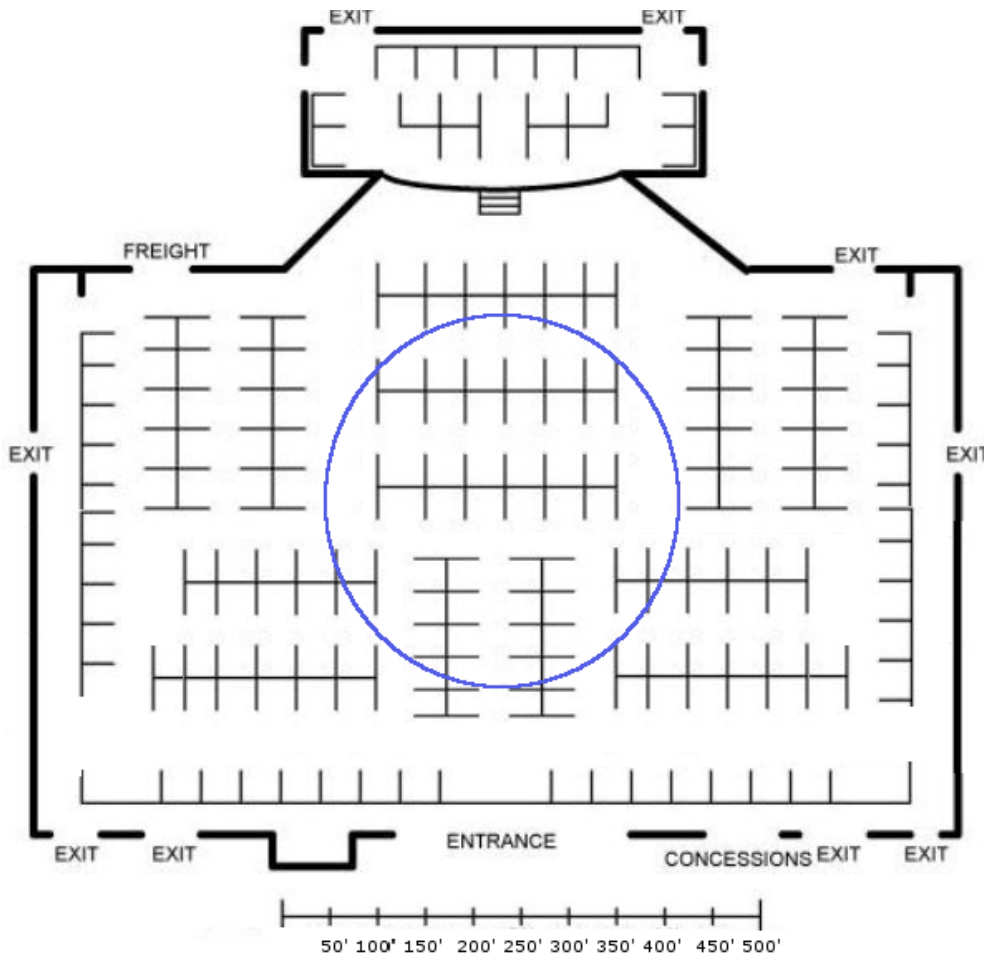 EXIT EXIT
FREIGHT
EXIT
EXIT
EXIT
ENTRANCE
EXIT EXIT
CONCESSIONS EXIT EXIT
50' 100' 150' 200' 250' 300' 350' 400' 450' 500'